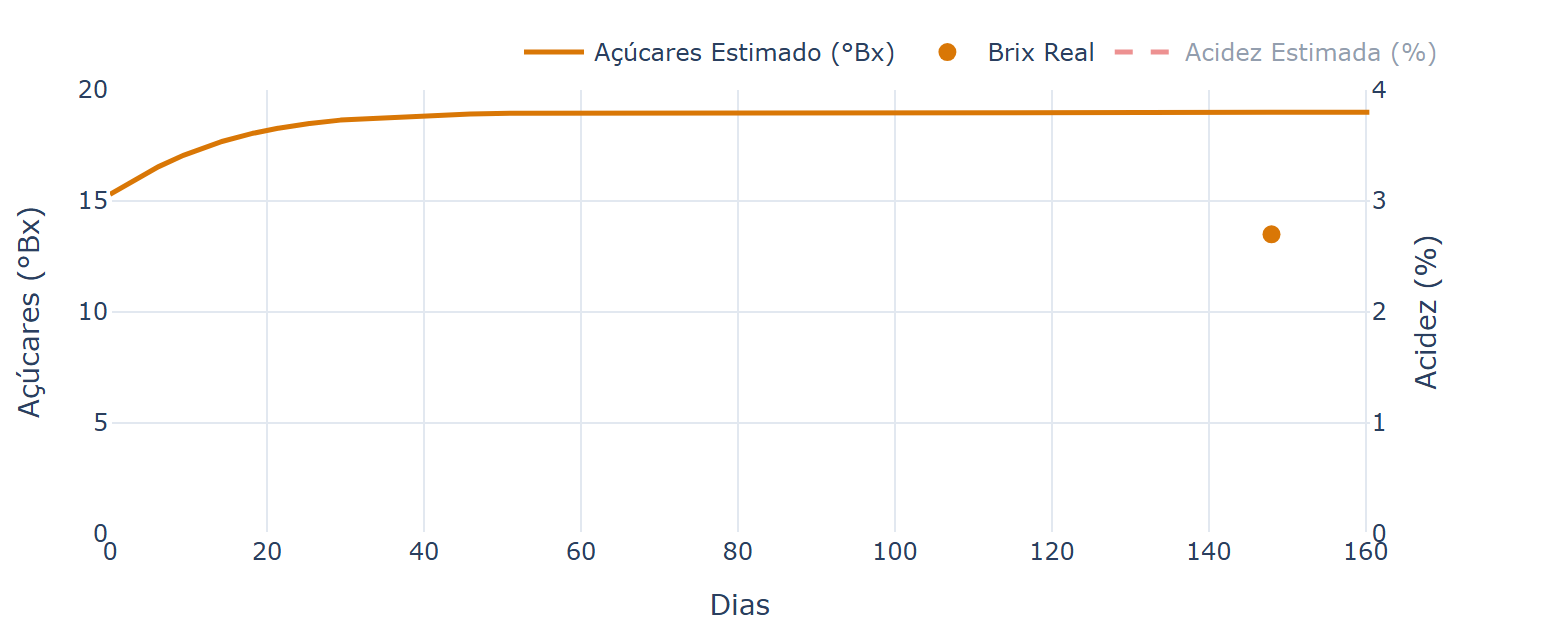 Açúcares Estimado (°Bx) Brix Real Acidez Estimada (%)
20 4
15 3
10 2
5 1
0 0
Açúcares (°Bx)
Acidez (%)
0 20 40 60 80 100 120 140 160
Dias